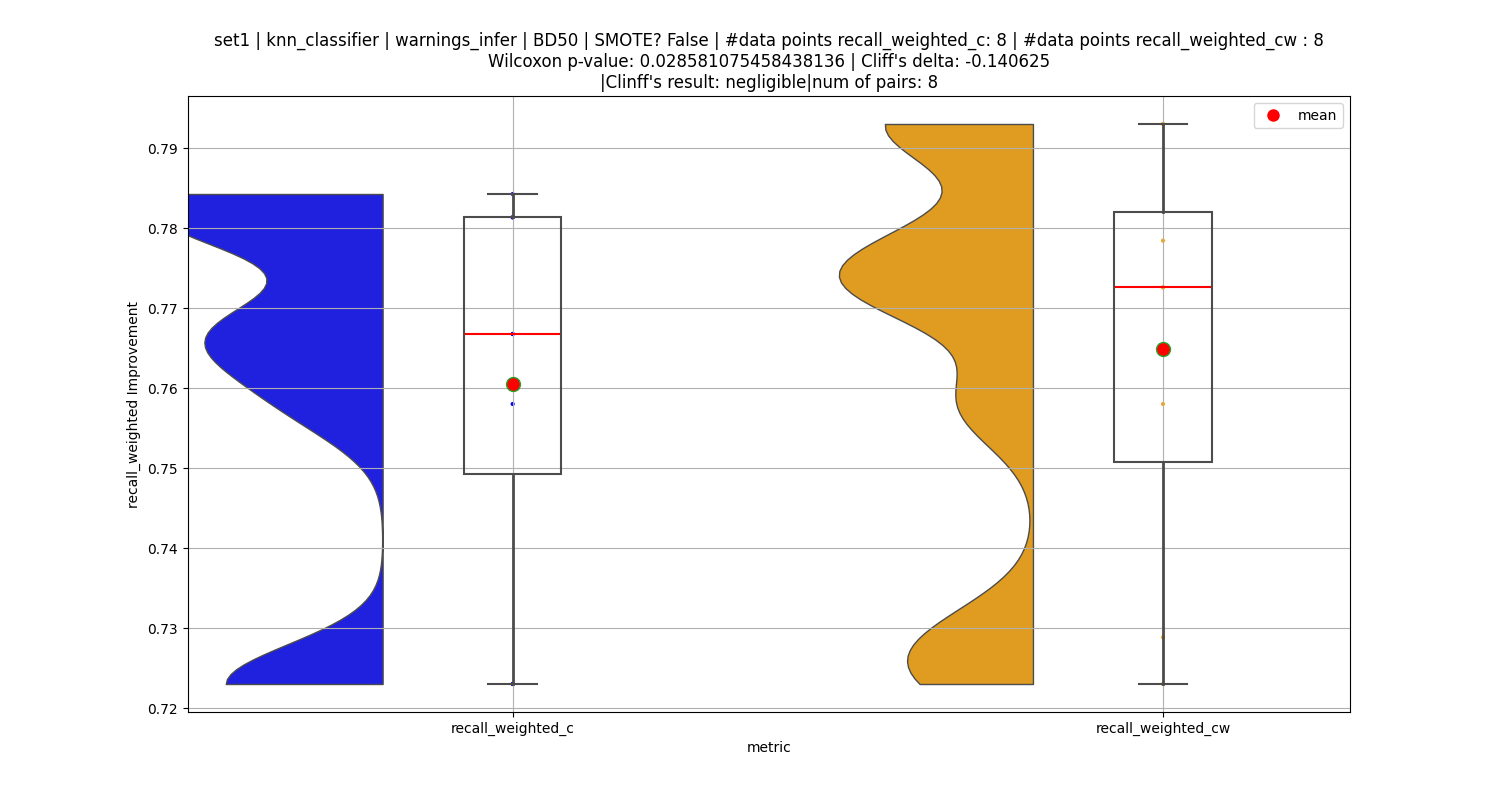 set1 | knn_classifier | warnings_infer | BD50 | SMOTE? False | #data points recall_weighted_c: 8 | #data points recall_weighted_cw : 8
Wilcoxon p-value: 0.028581075458438136 | Cliff's delta: -0.140625
|Clinff's result: negligible|num of pairs: 8
mean
0.79
0.78
0.77
0.76
0.75
0.74
0.73
0.72
recall_weighted Improvement
recall_weighted_c
recall_weighted_cw
metric